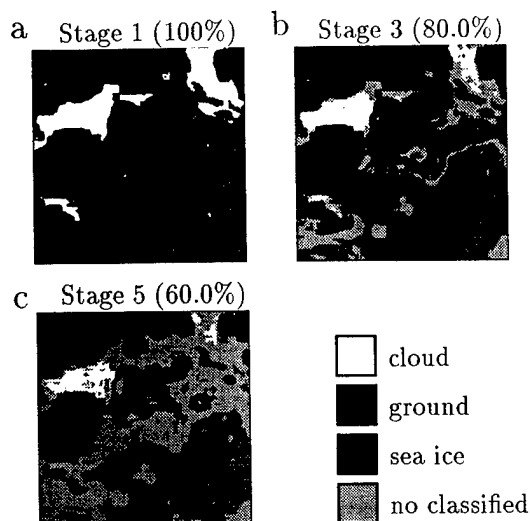 a Stage 1 (100%)
b Stage 3 (80.0%)
c Stage 5 (60.0%)
cloud
ground
sea ice
no classified